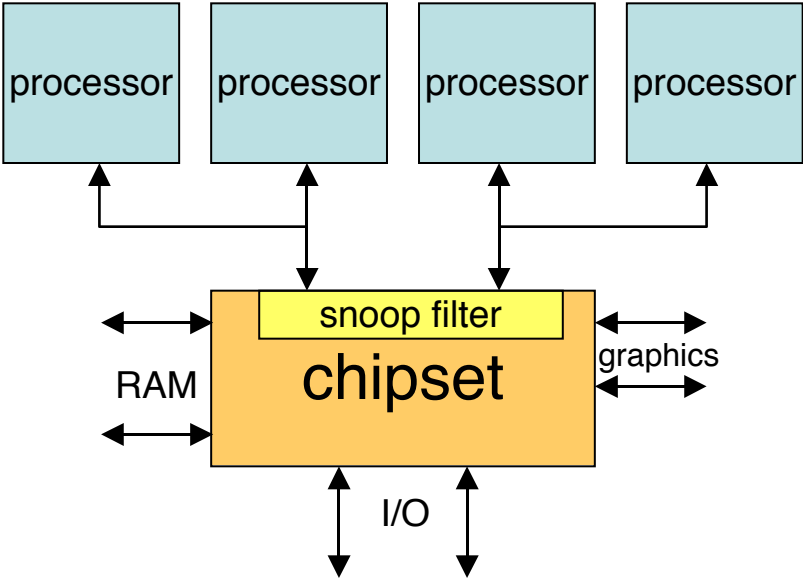 processor
processor
processor
processor
snoop filter
chipset
RAM
graphics
I/O